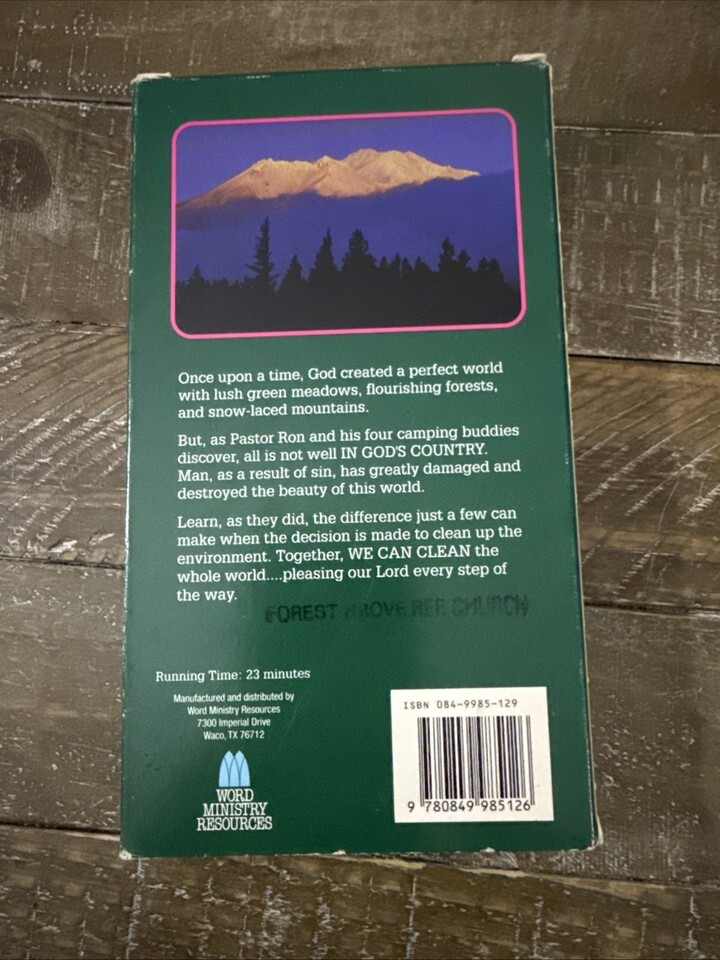 Once upon a time, God created a perfect world
with lush green meadows, flourishing forests,
and snow-laced mountains.
But, as Pastor Ron and his four camping buddies
discover, all is not well IN GOD'S COUNTRY.
Man, as a result of sin, has greatly damaged and
destroyed the beauty of this world.
Learn, as they did, the difference just a few can
make when the decision is made to clean up the
environment. Together, WE CAN CLEAN the
whole world....pleasing our Lord every step of
the way.
FOREST REF CHURCH
Running Time: 23 minutes
Manufactured and distributed by
Word Ministry Resources
7300 Imperial Drive
Waco, TX 76712
WORD
MINISTRY
RESOURCES
ISBN 084-9985-129
9 780849 985126